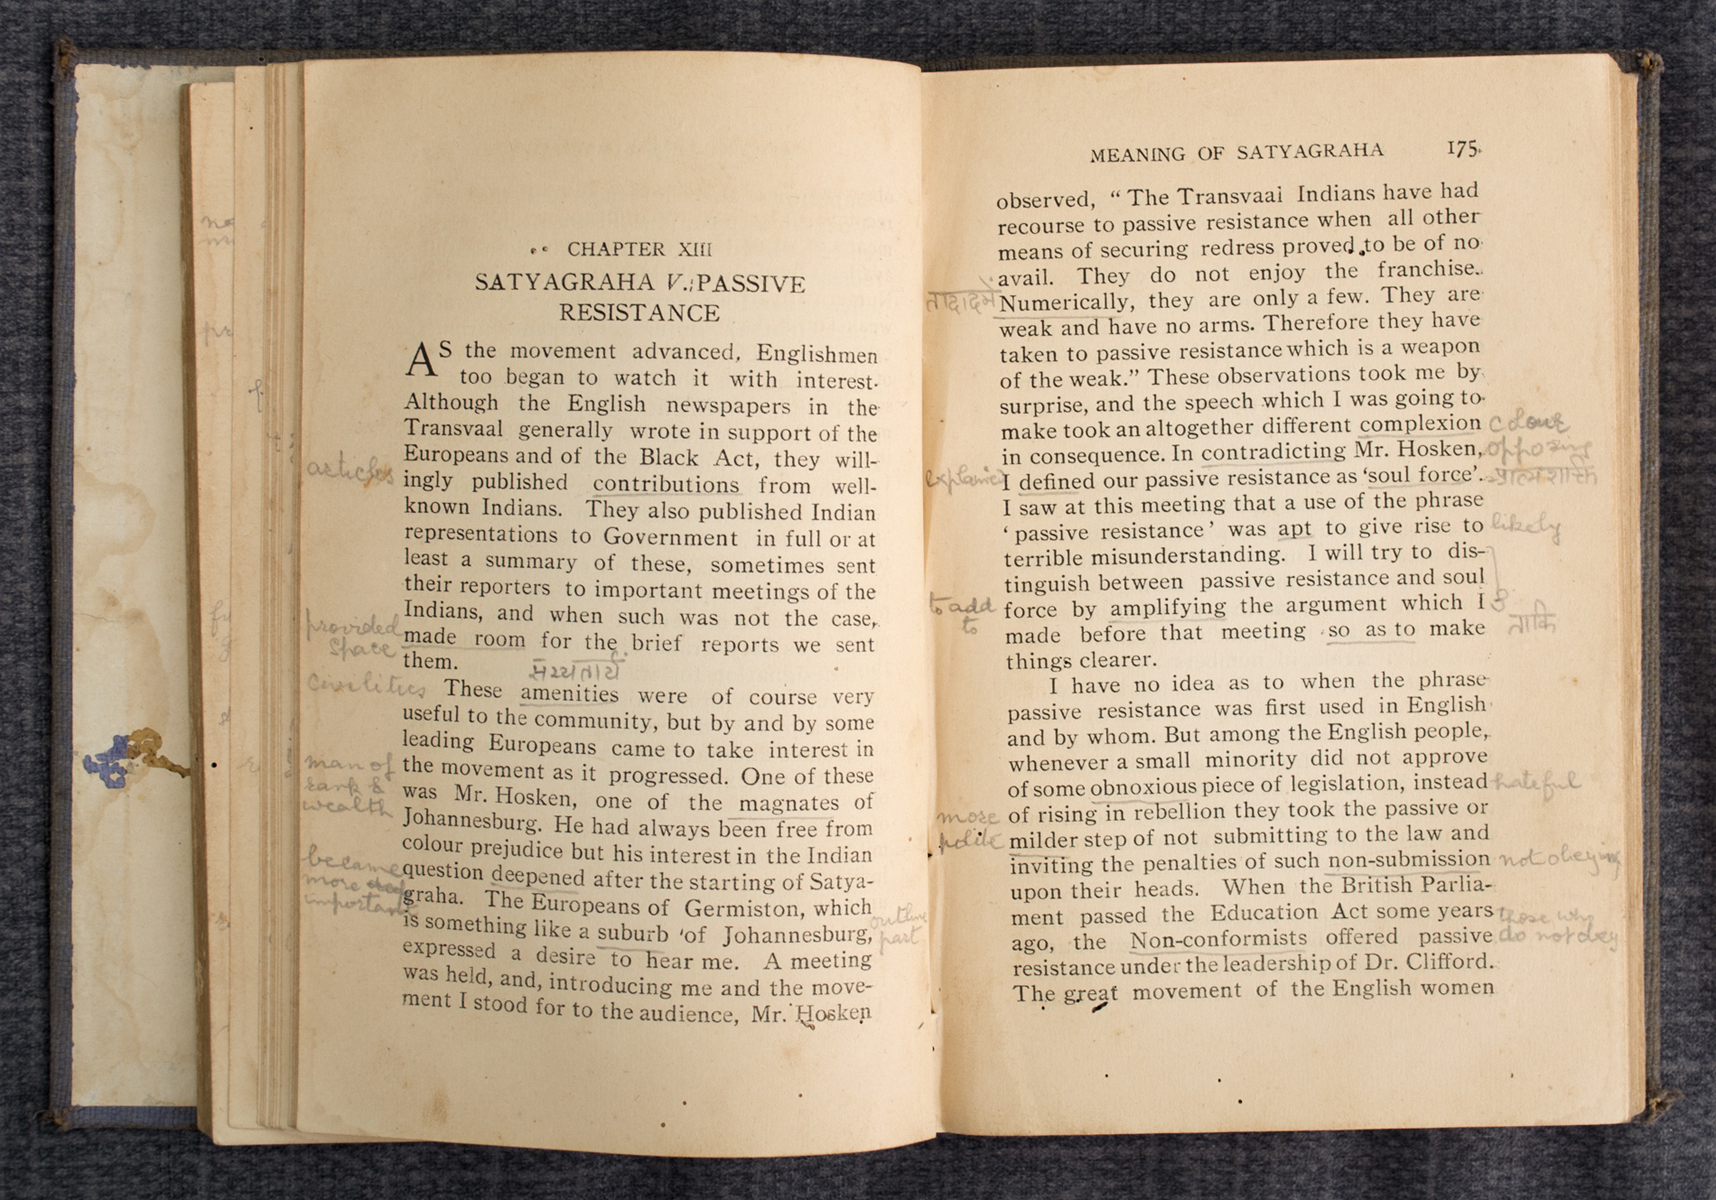 CHAPTER XIII
SATYAGRAHA V. PASSIVE
RESISTANCE
AS the movement advanced, Englishmen
too began to watch it with interest.
Although the English newspapers in the
Transvaal generally wrote in support of the
Europeans and of the Black Act, they will-
articles ingly published contributions from well-
known Indians. They also published Indian
representations to Government in full or at
least a summary of these, sometimes sent
their reporters to important meetings of the
Indians, and when such was not the case,
provided space made room for the brief reports we sent
them.
civilities These amenities were of course very
useful to the community, but by and by some
leading Europeans came to take interest in
man of the movement as it progressed. One of these
rank & was Mr. Hosken, one of the magnates of
wealth Johannesburg. He had always been free from
colour prejudice but his interest in the Indian
became question deepened after the starting of Satya-
more important graha. The Europeans of Germiston, which
is something like a suburb of Johannesburg, part
expressed a desire to hear me. A meeting
was held, and, introducing me and the move-
ment I stood for to the audience, Mr. Hosken
MEANING OF SATYAGRAHA 175
observed, “ The Transvaai Indians have had
recourse to passive resistance when all other
means of securing redress proved to be of no
avail. They do not enjoy the franchise.
Numerically, they are only a few. They are
weak and have no arms. Therefore they have
taken to passive resistance which is a weapon
of the weak.” These observations took me by
surprise, and the speech which I was going to
make took an altogether different complexion colour
in consequence. In contradicting Mr. Hosken, opposing
explained I defined our passive resistance as ‘soul force’.
I saw at this meeting that a use of the phrase
‘ passive resistance ’ was apt to give rise to likely
terrible misunderstanding. I will try to dis-
tinguish between passive resistance and soul
to add to force by amplifying the argument which I
made before that meeting so as to make ताकि
things clearer.
I have no idea as to when the phrase
passive resistance was first used in English
and by whom. But among the English people,
whenever a small minority did not approve
of some obnoxious piece of legislation, instead hateful
more of rising in rebellion they took the passive or
polite milder step of not submitting to the law and
inviting the penalties of such non-submission not obeying
upon their heads. When the British Parlia-
ment passed the Education Act some years those who
ago, the Non-conformists offered passive do not obey
resistance under the leadership of Dr. Clifford.
The great movement of the English women